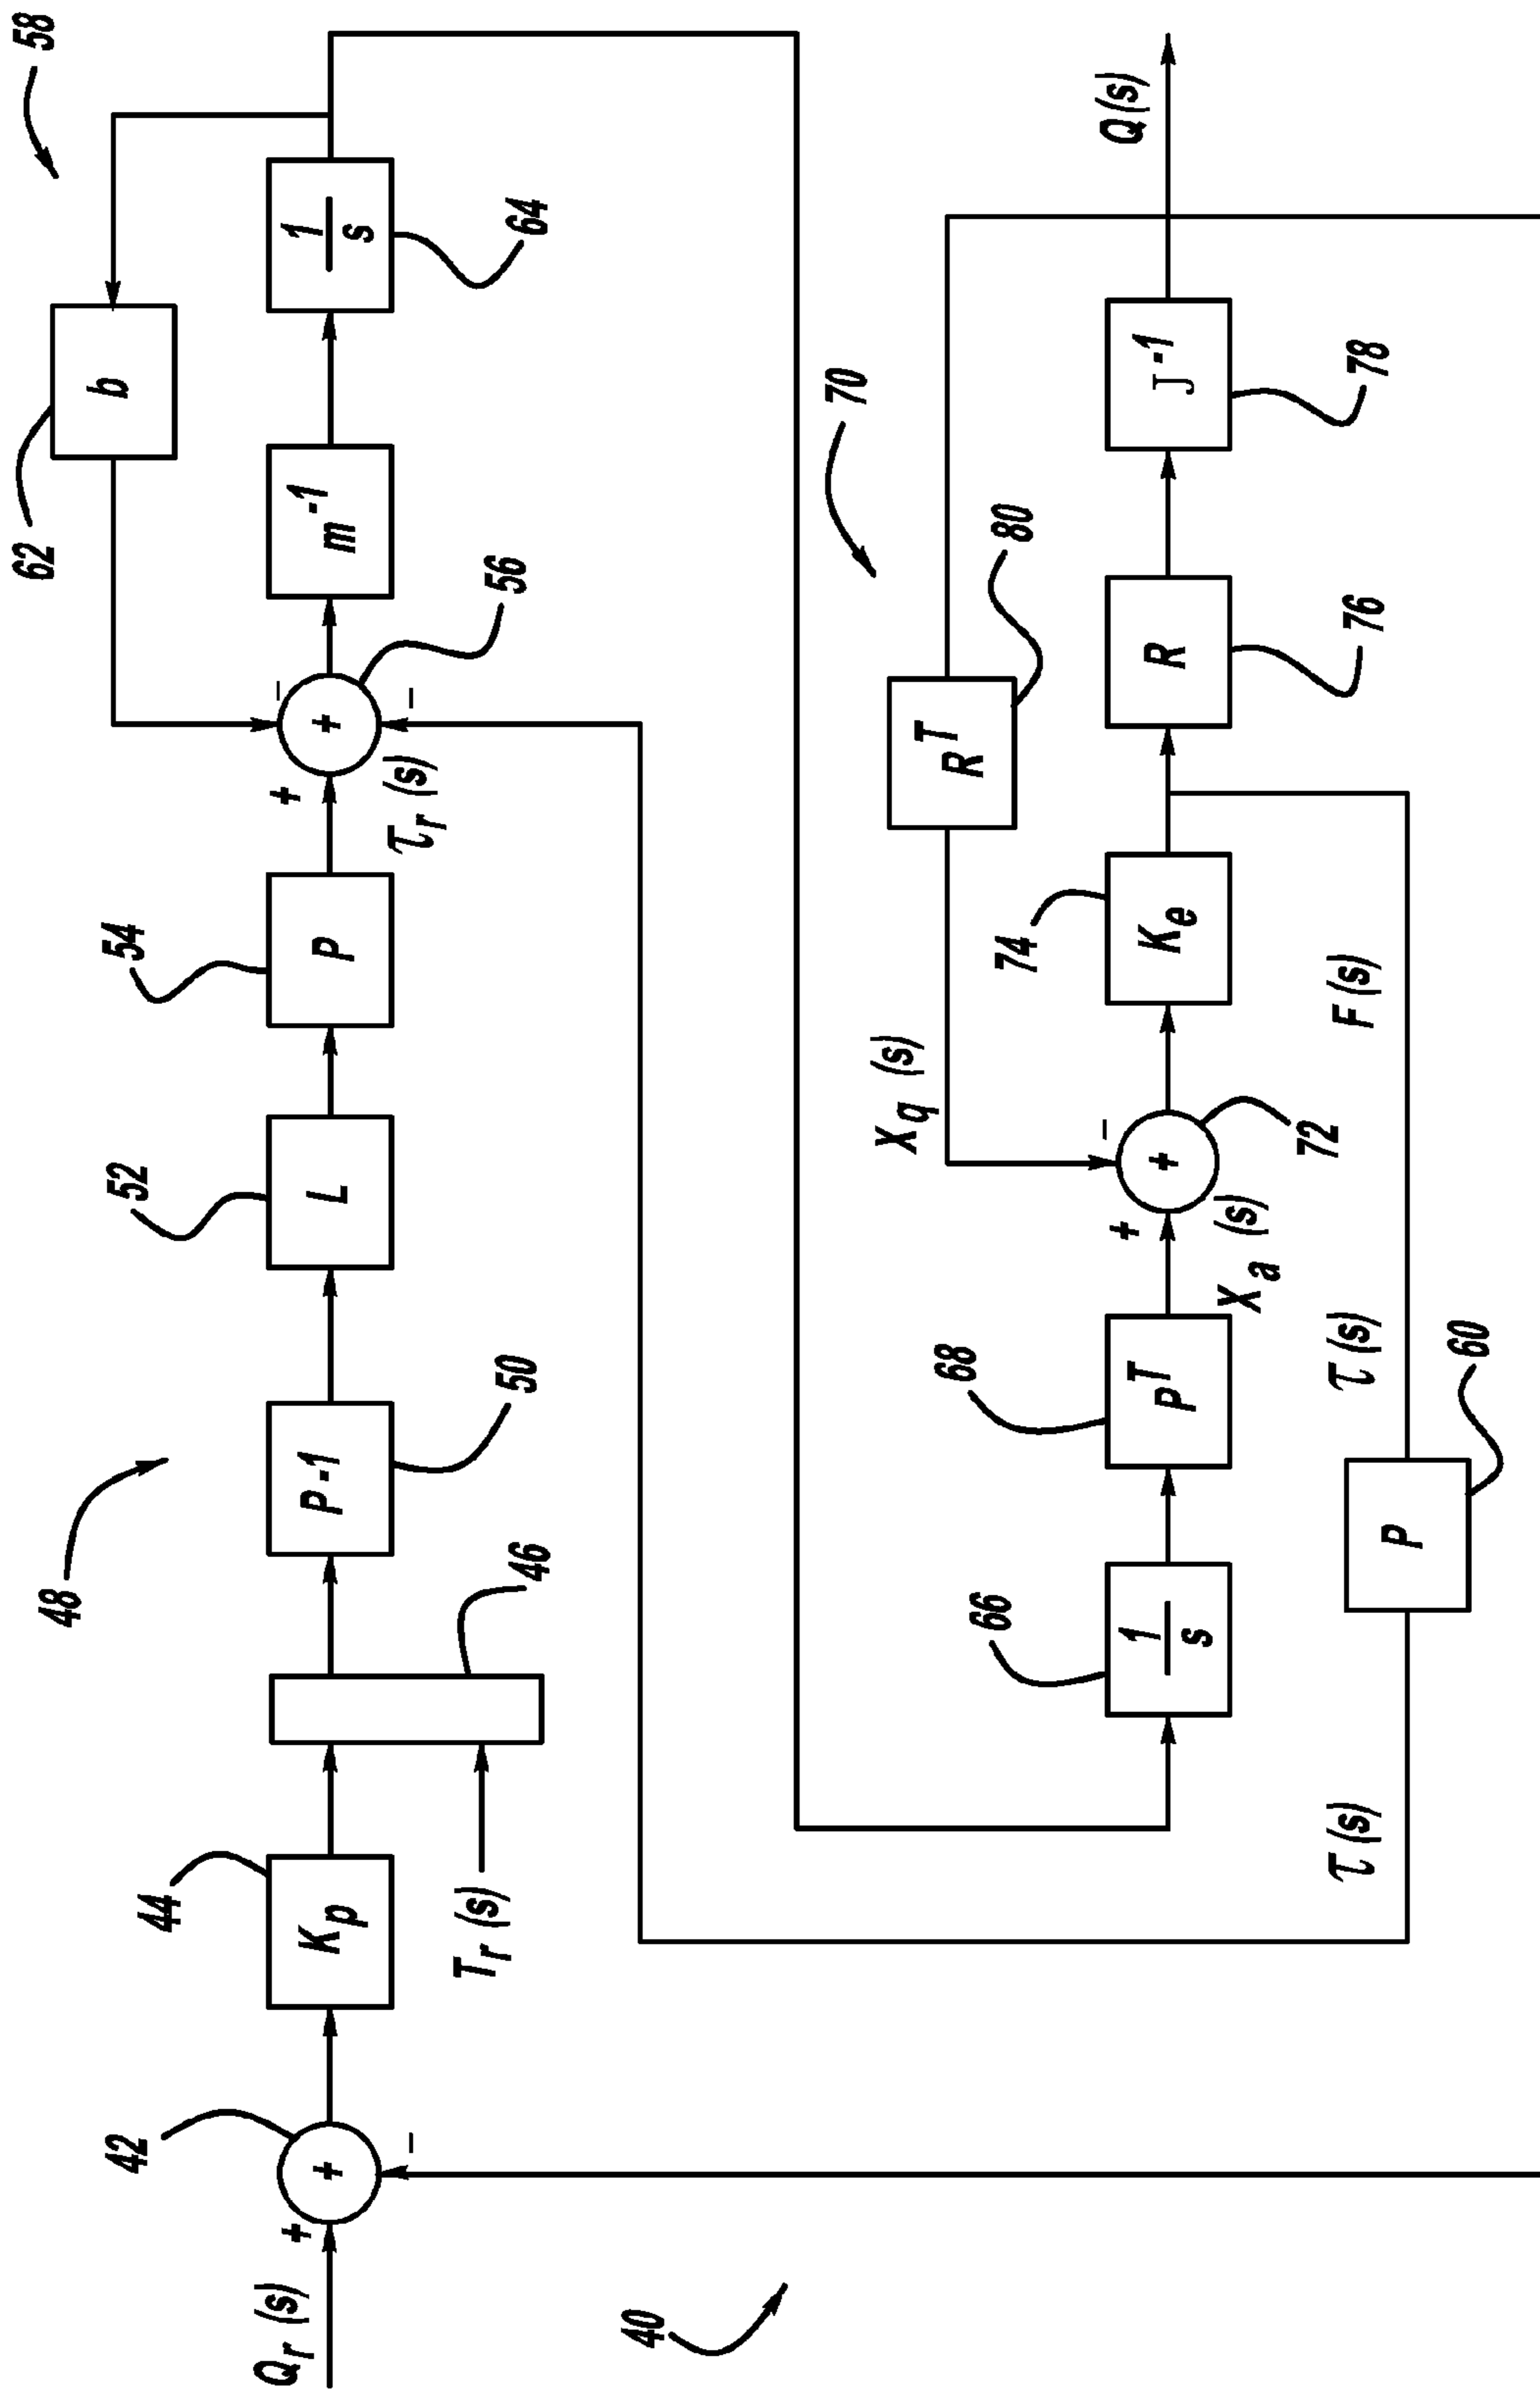 58
62
b
1
s
64
m -1
56
−
−
+
+
τr (s)
54
P
52
L
48
P -1
50
46
44
Kp
Tr (s)
42
+
+
−
Qr (s)
40
70
Q (s)
J -1
78
80
R T
R
76
74
Ke
Xq (s)
F (s)
−
+
+
72
Xa (s)
68
P T
τ (s)
66
1
s
P
60
τ (s)